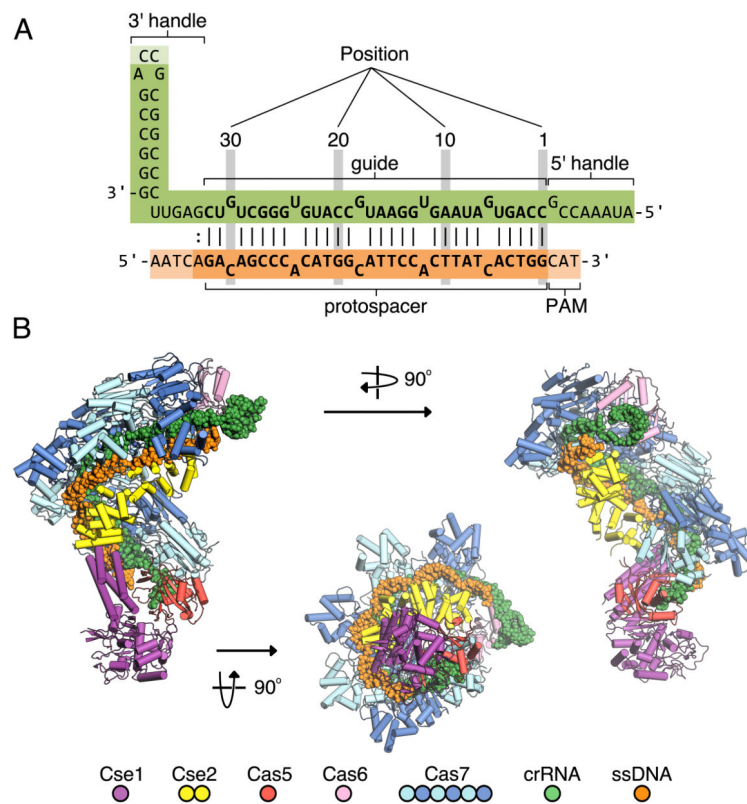 A
3' handle
CC
A G
GC
CG
CG
GC
GC
3'-GC
Position
30 20 10 1
guide 5' handle
UUGAGCUGUCGGGUGUACCGUAAGGUGAAUAGUGACCGCCAAAUA-5'
:||  ||||| ||||| ||||| ||||| |||||
5'-AATCAGACAGCCCACATGGCATTCCACTTATCACTGGCAT-3'
protospacer PAM
B
90°
90°
Cse1 Cse2 Cas5 Cas6 Cas7 crRNA ssDNA